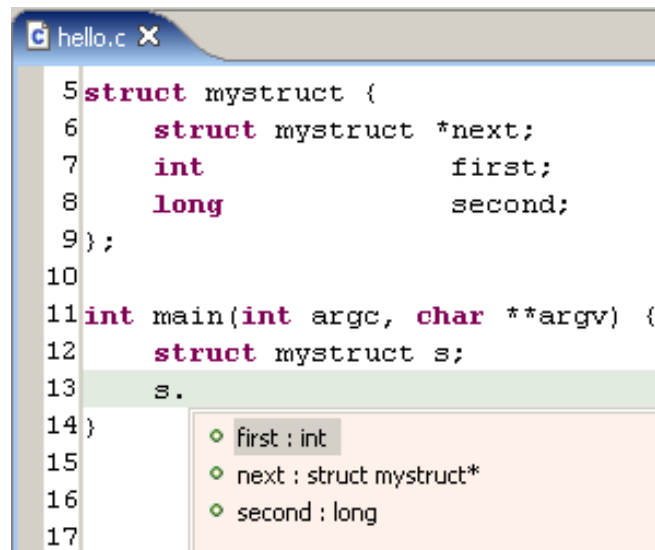 hello.c
5 struct mystruct {
6     struct mystruct *next;
7     int             first;
8     long            second;
9 };
10
11 int main(int argc, char **argv) {
12     struct mystruct s;
13     s.
14 }
first : int
15
next : struct mystruct*
16
second : long
17